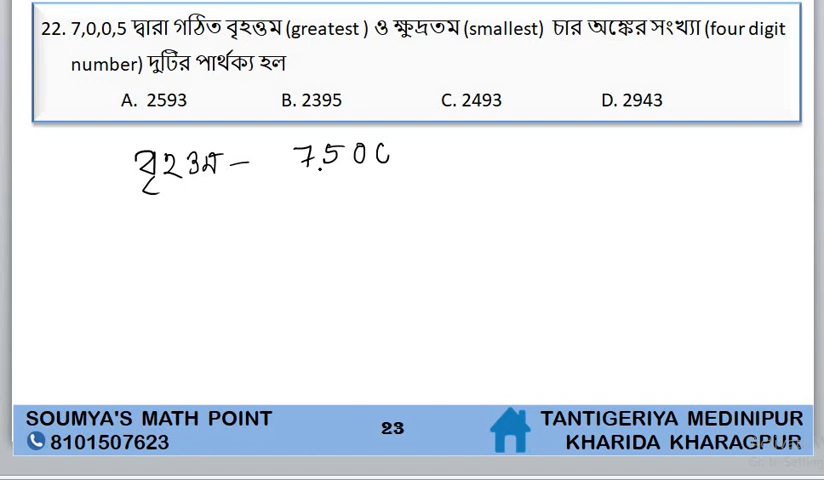 22. 7,0,0,5 দ্বারা গঠিত বৃহত্তম (greatest ) ও ক্ষুদ্রতম (smallest) চার অঙ্কের সংখ্যা (four digit
number) দুটির পার্থক্য হল
A. 2593 B. 2395 C. 2493 D. 2943
বৃহত্তম – 7500
SOUMYA'S MATH POINT
8101507623
23
TANTIGERIYA MEDINIPUR
KHARIDA KHARAGPUR